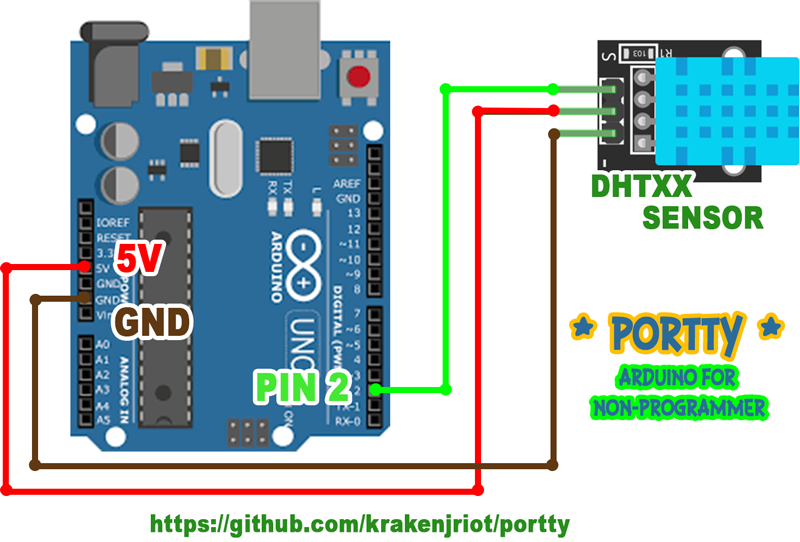 S
103
R1
-
DHTXX
SENSOR
RX
TX
L
ARDUINO
UNO
AREF
GND
13
12
~11
~10
~9
8
7
~6
~5
4
~3
2
TX-1
RX-0
DIGITAL (PWM
ON
IOREF
RESET
3.3
5V
GND
GND
Vin
POW
5V
GND
PIN 2
A0
A1
A2
A3
A4
A5
ANALOG IN
* PORTTY *
ARDUINO FOR
NON-PROGRAMMER
https://github.com/krakenjriot/portty